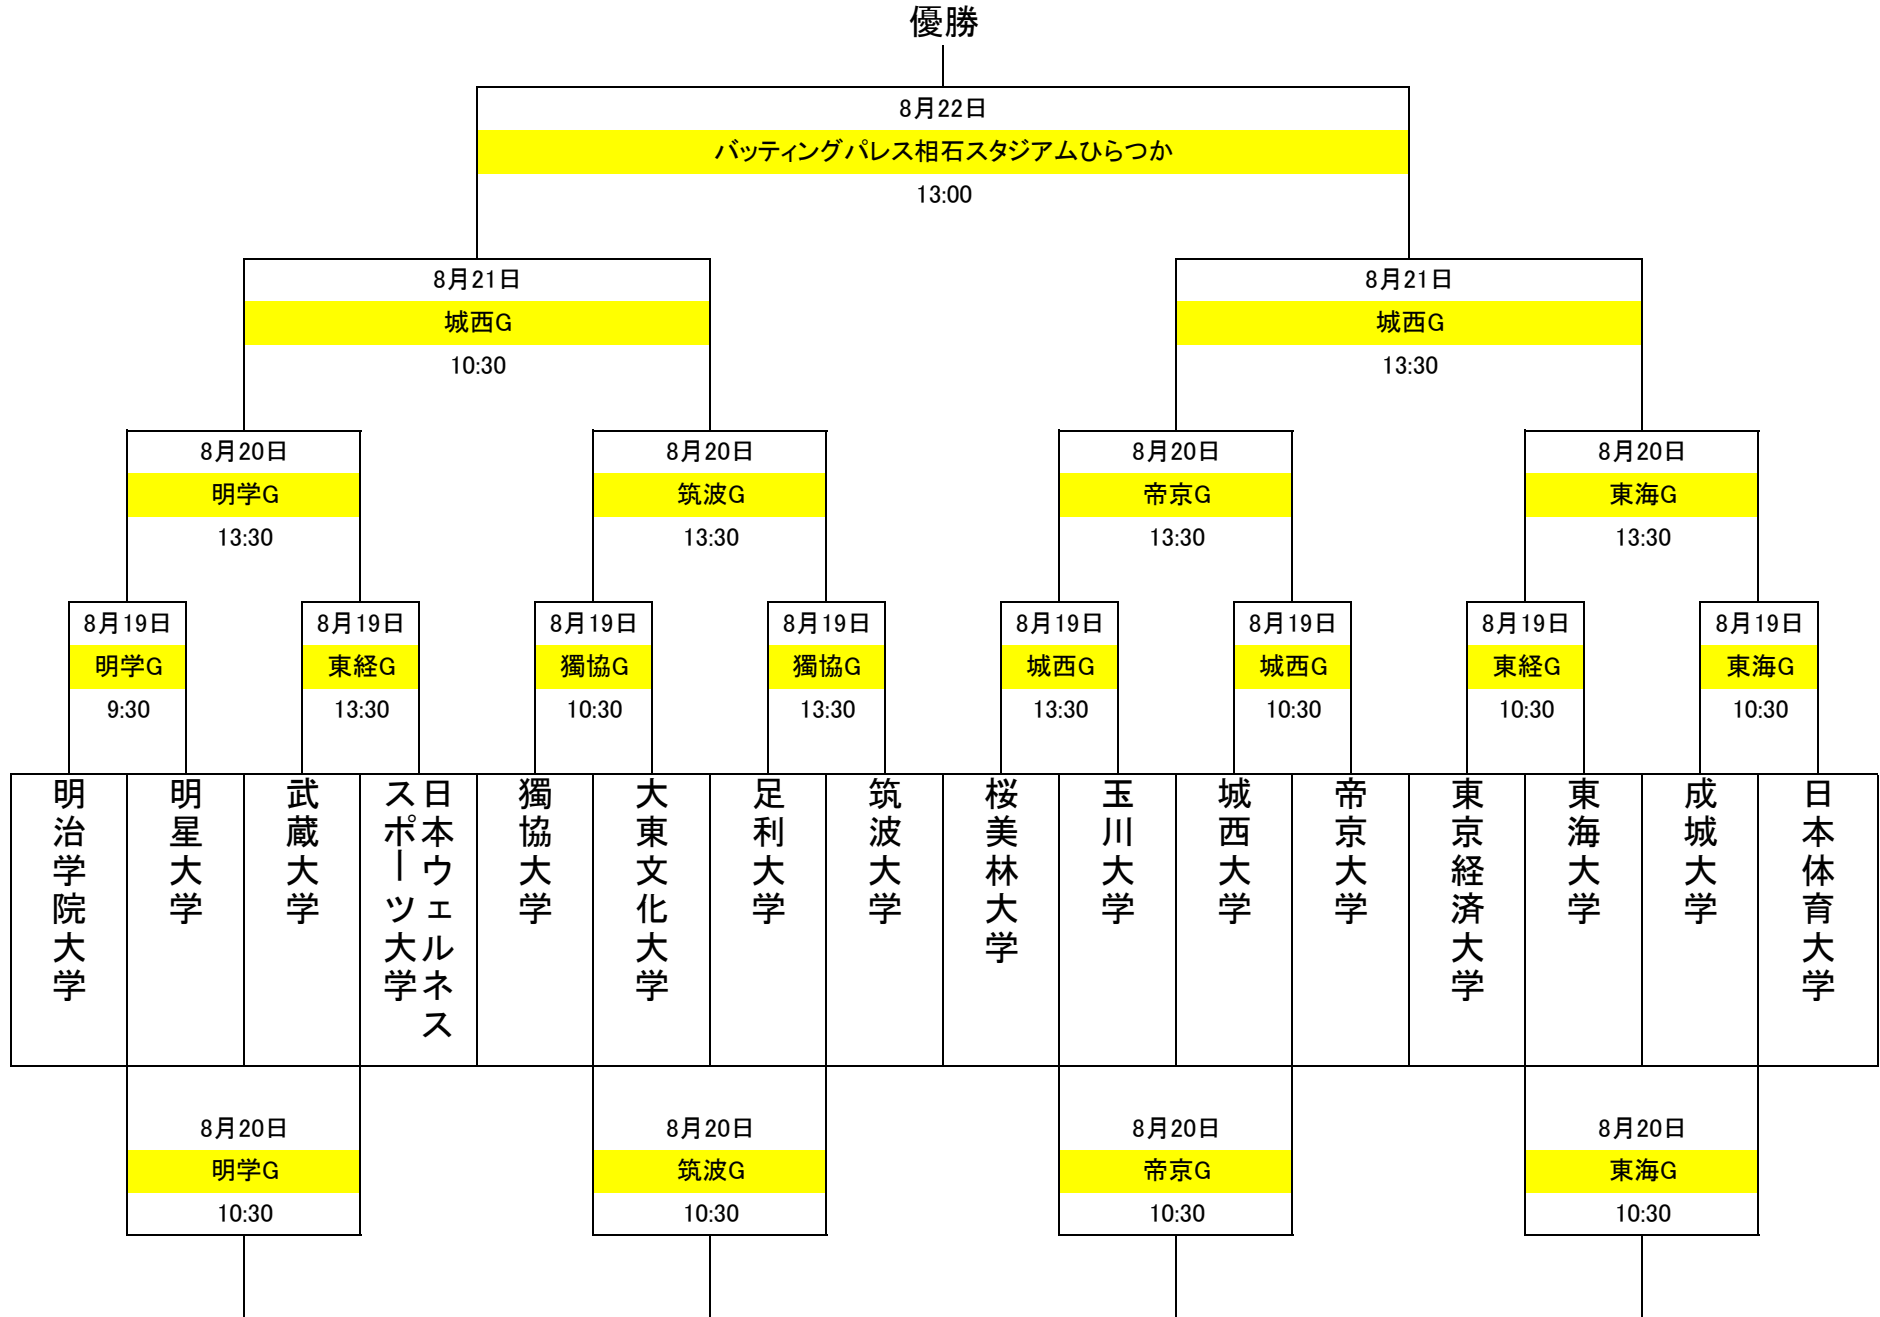 優勝
8月22日
バッティングパレス相石スタジアムひらつか
13:00
8月21日
城西G
10:30
8月21日
城西G
13:30
8月20日
明学G
13:30
8月20日
筑波G
13:30
8月20日
帝京G
13:30
8月20日
東海G
13:30
8月19日
明学G
9:30
8月19日
東経G
13:30
8月19日
獨協G
10:30
8月19日
獨協G
13:30
8月19日
城西G
13:30
8月19日
城西G
10:30
8月19日
東経G
10:30
8月19日
東海G
10:30
明治学院大学
明星大学
武蔵大学
日本ウェルネス
スポーツ大学
獨協大学
大東文化大学
足利大学
筑波大学
桜美林大学
玉川大学
城西大学
帝京大学
東京経済大学
東海大学
成城大学
日本体育大学
8月20日
明学G
10:30
8月20日
筑波G
10:30
8月20日
帝京G
10:30
8月20日
東海G
10:30